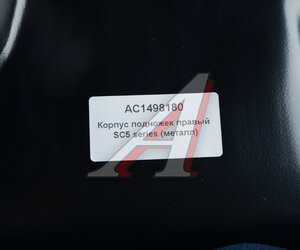 AC1498180
Корпус подножек правый
SC5 series (металл)